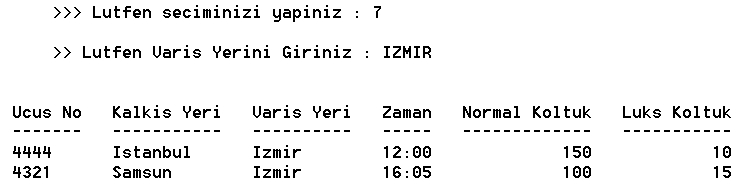 >>> Lutfen seciminizi yapiniz : 7
>> Lutfen Varis Yerini Giriniz : IZMIR
Ucus No   Kalkis Yeri   Varis Yeri   Zaman   Normal Koltuk   Luks Koltuk
-------   -----------   ----------   -----   -------------   -----------
4444      Istanbul      Izmir        12:00             150            10
4321      Samsun        Izmir        16:05             100            15